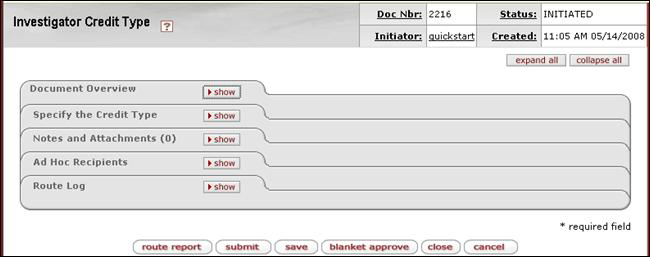 Investigator Credit Type ?
Doc Nbr: 2216 Status: INITIATED
Initiator: quickstart Created: 11:05 AM 05/14/2008
expand all collapse all
Document Overview show
Specify the Credit Type show
Notes and Attachments (0) show
Ad Hoc Recipients show
Route Log show
* required field
route report submit save blanket approve close cancel